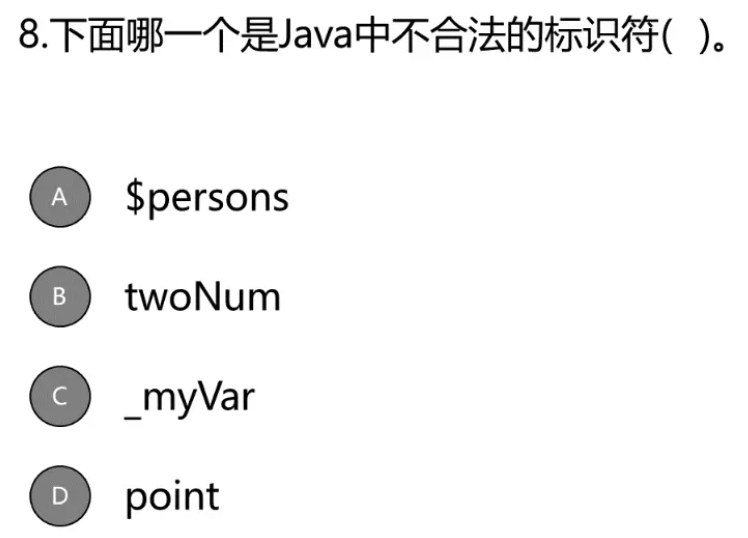 8.下面哪一个是Java中不合法的标识符( )。
A $persons
B twoNum
C _myVar
D point